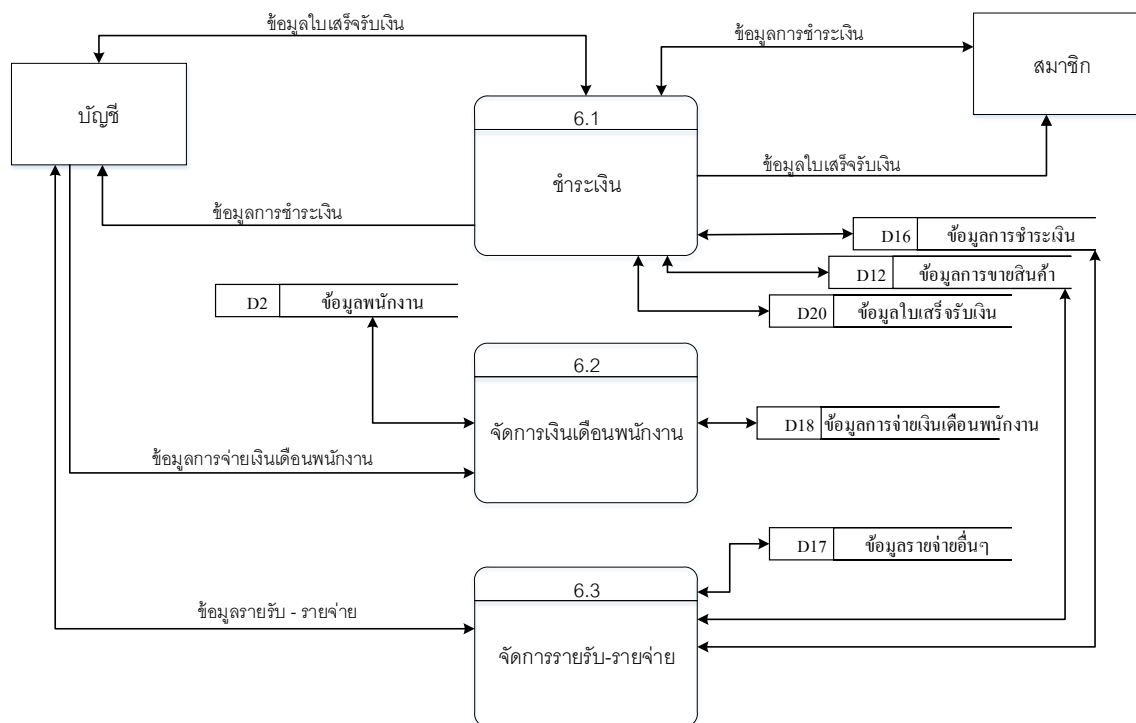 ข้อมูลใบเสร็จรับเงิน
ข้อมูลการชำระเงิน
สมาชิก
บัญชี
6.1
ชำระเงิน
ข้อมูลใบเสร็จรับเงิน
ข้อมูลการชำระเงิน
D16 ข้อมูลการชำระเงิน
D12 ข้อมูลการขายสินค้า
D2 ข้อมูลพนักงาน
D20 ข้อมูลใบเสร็จรับเงิน
6.2
จัดการเงินเดือนพนักงาน
D18 ข้อมูลการจ่ายเงินเดือนพนักงาน
ข้อมูลการจ่ายเงินเดือนพนักงาน
D17 ข้อมูลรายจ่ายอื่นๆ
6.3
ข้อมูลรายรับ - รายจ่าย
จัดการรายรับ-รายจ่าย